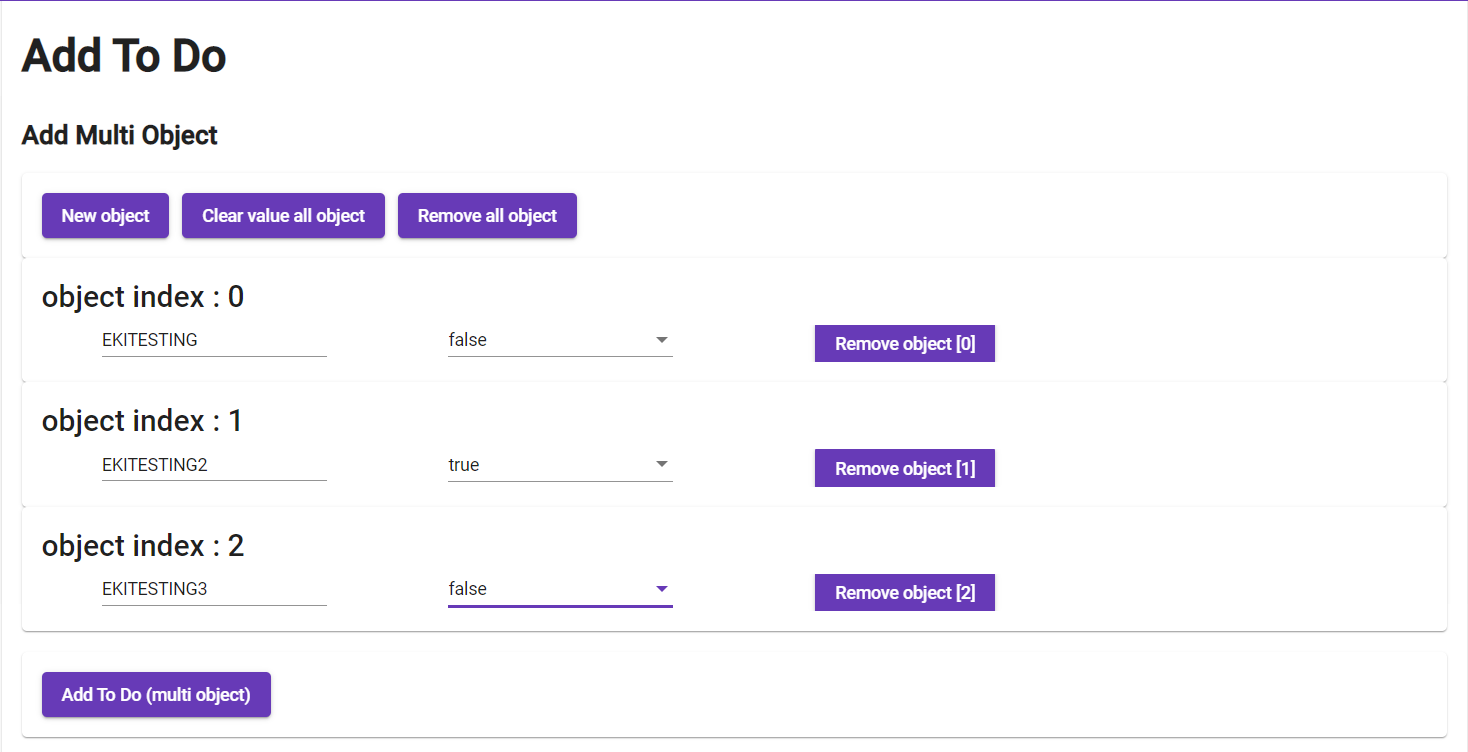 Add To Do
Add Multi Object
New object Clear value all object Remove all object
object index : 0
EKITESTING false Remove object [0]
object index : 1
EKITESTING2 true Remove object [1]
object index : 2
EKITESTING3 false Remove object [2]
Add To Do (multi object)